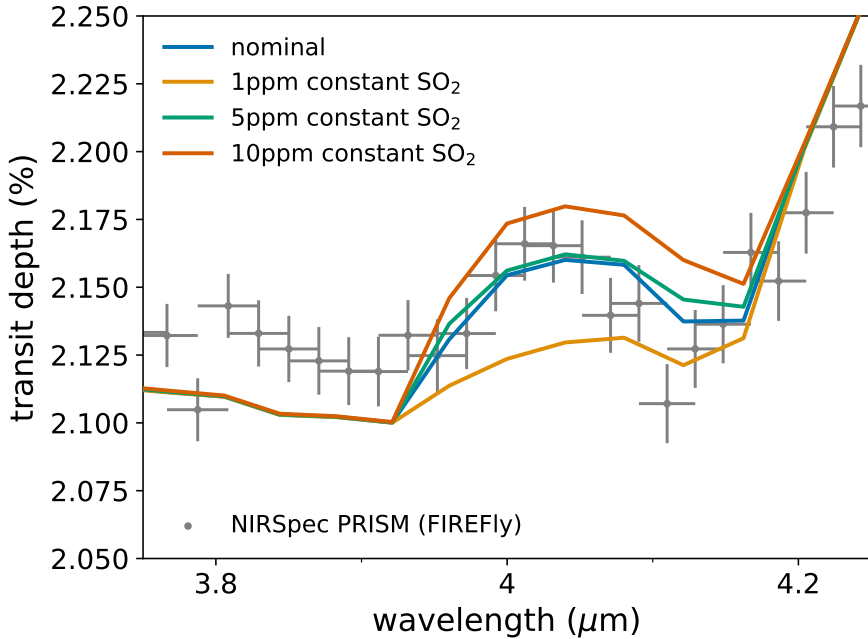 2.250
2.225
2.200
2.175
2.150
2.125
2.100
2.075
2.050
transit depth (%)
nominal
1ppm constant SO₂
5ppm constant SO₂
10ppm constant SO₂
NIRSpec PRISM (FIREFly)
3.8 4 4.2
wavelength (μm)